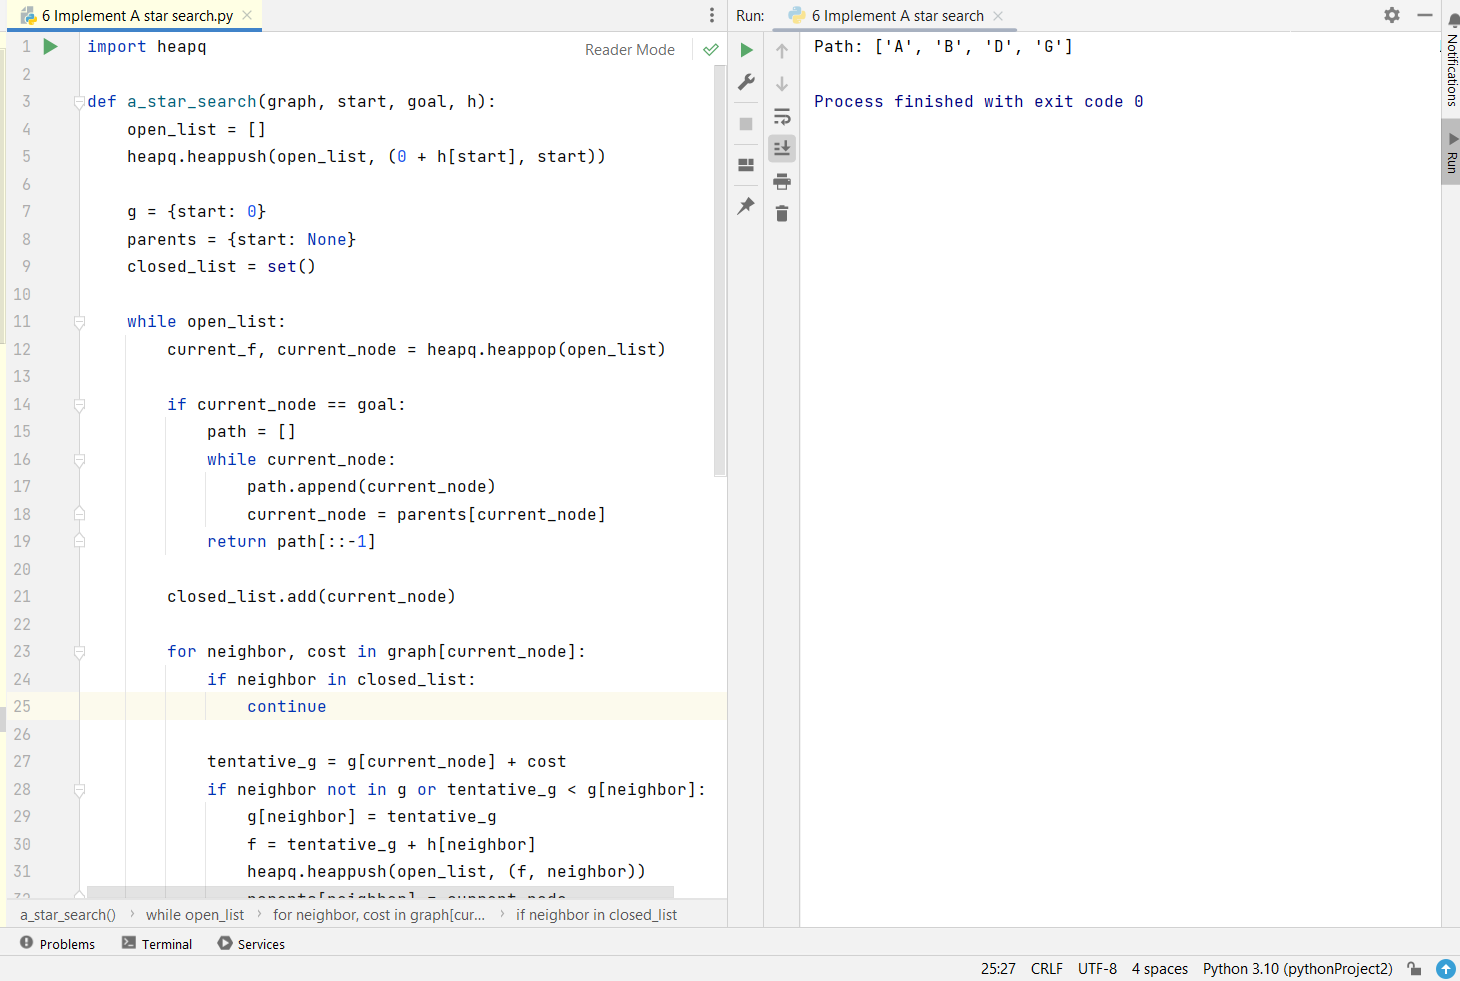 6 Implement A star search.py
Run: 6 Implement A star search
Reader Mode
1 import heapq
2
3 def a_star_search(graph, start, goal, h):
4     open_list = []
5     heapq.heappush(open_list, (0 + h[start], start))
6
7     g = {start: 0}
8     parents = {start: None}
9     closed_list = set()
10
11     while open_list:
12         current_f, current_node = heapq.heappop(open_list)
13
14         if current_node == goal:
15             path = []
16             while current_node:
17                 path.append(current_node)
18                 current_node = parents[current_node]
19             return path[::-1]
20
21         closed_list.add(current_node)
22
23         for neighbor, cost in graph[current_node]:
24             if neighbor in closed_list:
25                 continue
26
27             tentative_g = g[current_node] + cost
28             if neighbor not in g or tentative_g < g[neighbor]:
29                 g[neighbor] = tentative_g
30                 f = tentative_g + h[neighbor]
31                 heapq.heappush(open_list, (f, neighbor))
32                 parents[neighbor] = current_node
Path: ['A', 'B', 'D', 'G']
Process finished with exit code 0
Notifications
Run
a_star_search() › while open_list › for neighbor, cost in graph[cur... › if neighbor in closed_list
Problems Terminal Services
25:27 CRLF UTF-8 4 spaces Python 3.10 (pythonProject2)